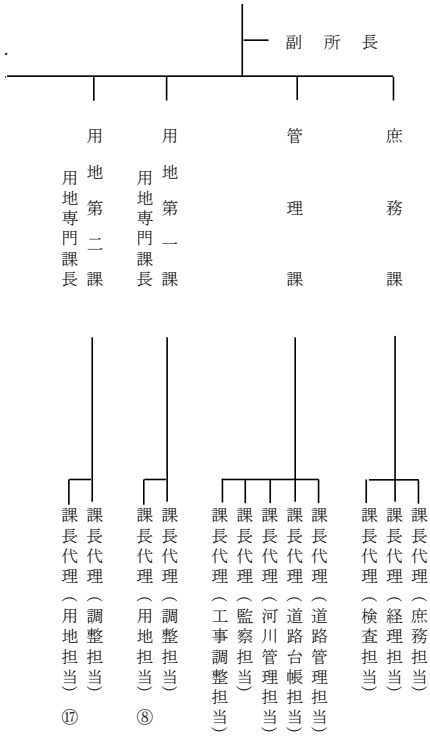 副所長
庶務課
管理課
用地第一課
用地専門課長
用地第二課
用地専門課長
課長代理（庶務担当）
課長代理（経理担当）
課長代理（検査担当）
課長代理（道路管理担当）
課長代理（道路台帳担当）
課長代理（河川管理担当）
課長代理（監察担当）
課長代理（工事調整担当）
課長代理（調整担当）
課長代理（用地担当）⑧
課長代理（調整担当）
課長代理（用地担当）⑰